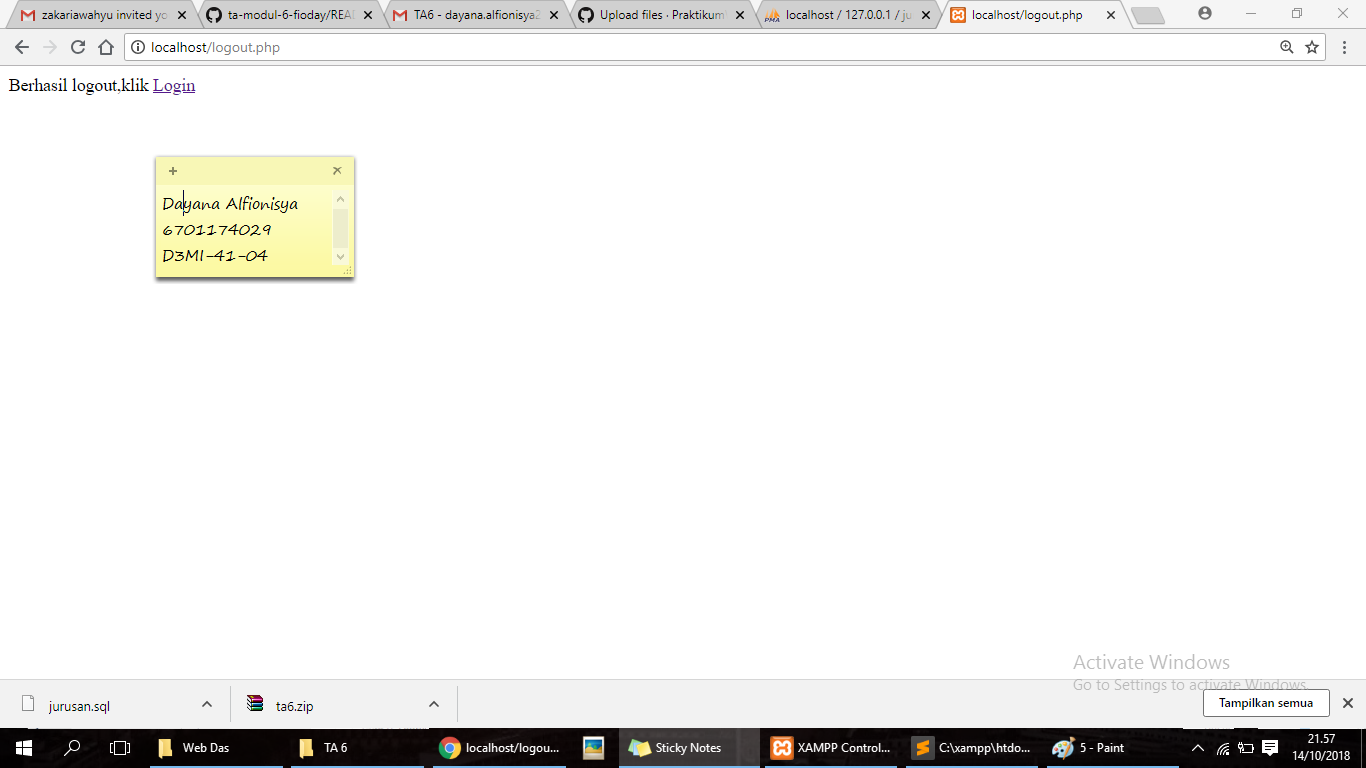 zakariawahyu invited yo
ta-modul-6-fioday/REA
TA6 - dayana.alfionisya2
Upload files · Praktikum
localhost / 127.0.0.1 / ju
localhost/logout.php
localhost/logout.php
Berhasil logout,klik Login
Dayana Alfionisya
6701174029
D3MI-41-04
Activate Windows
Go to Settings to activate Windows.
jurusan.sql
ta6.zip
Tampilkan semua
Web Das
TA 6
localhost/logou...
Sticky Notes
XAMPP Control...
C:\xampp\htdo...
5 - Paint
21.57
14/10/2018